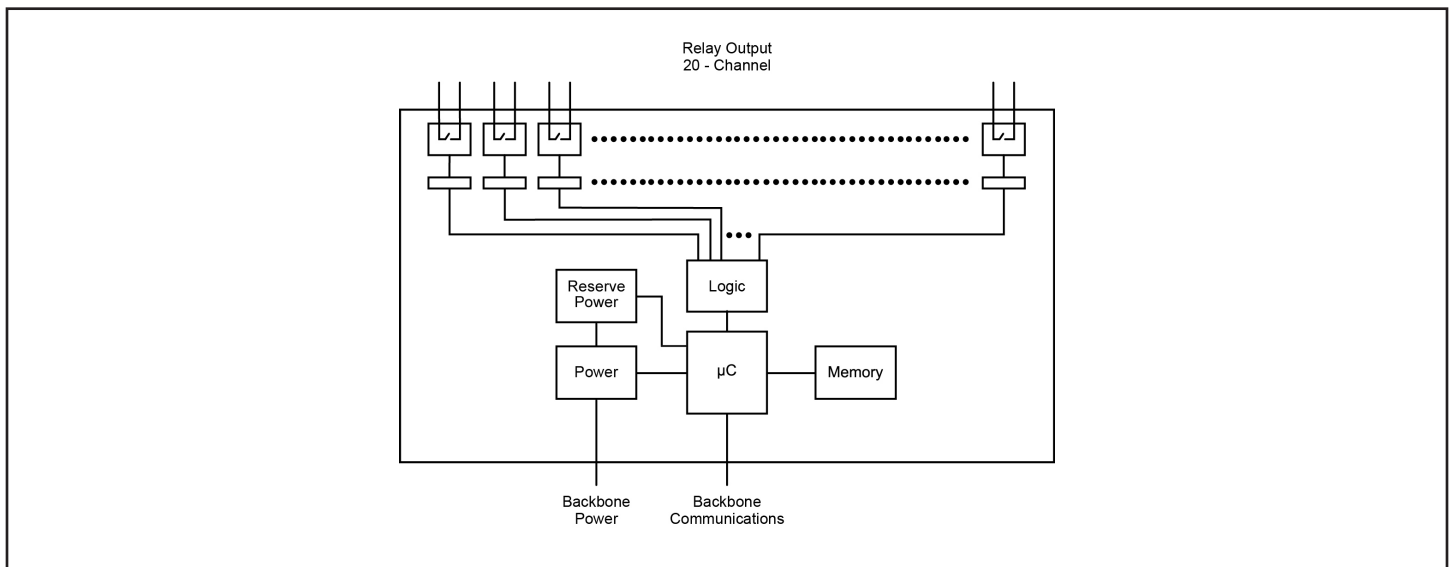 Relay Output
20 - Channel
Logic
Reserve
Power
Power
µC
Memory
Backbone
Power
Backbone
Communications